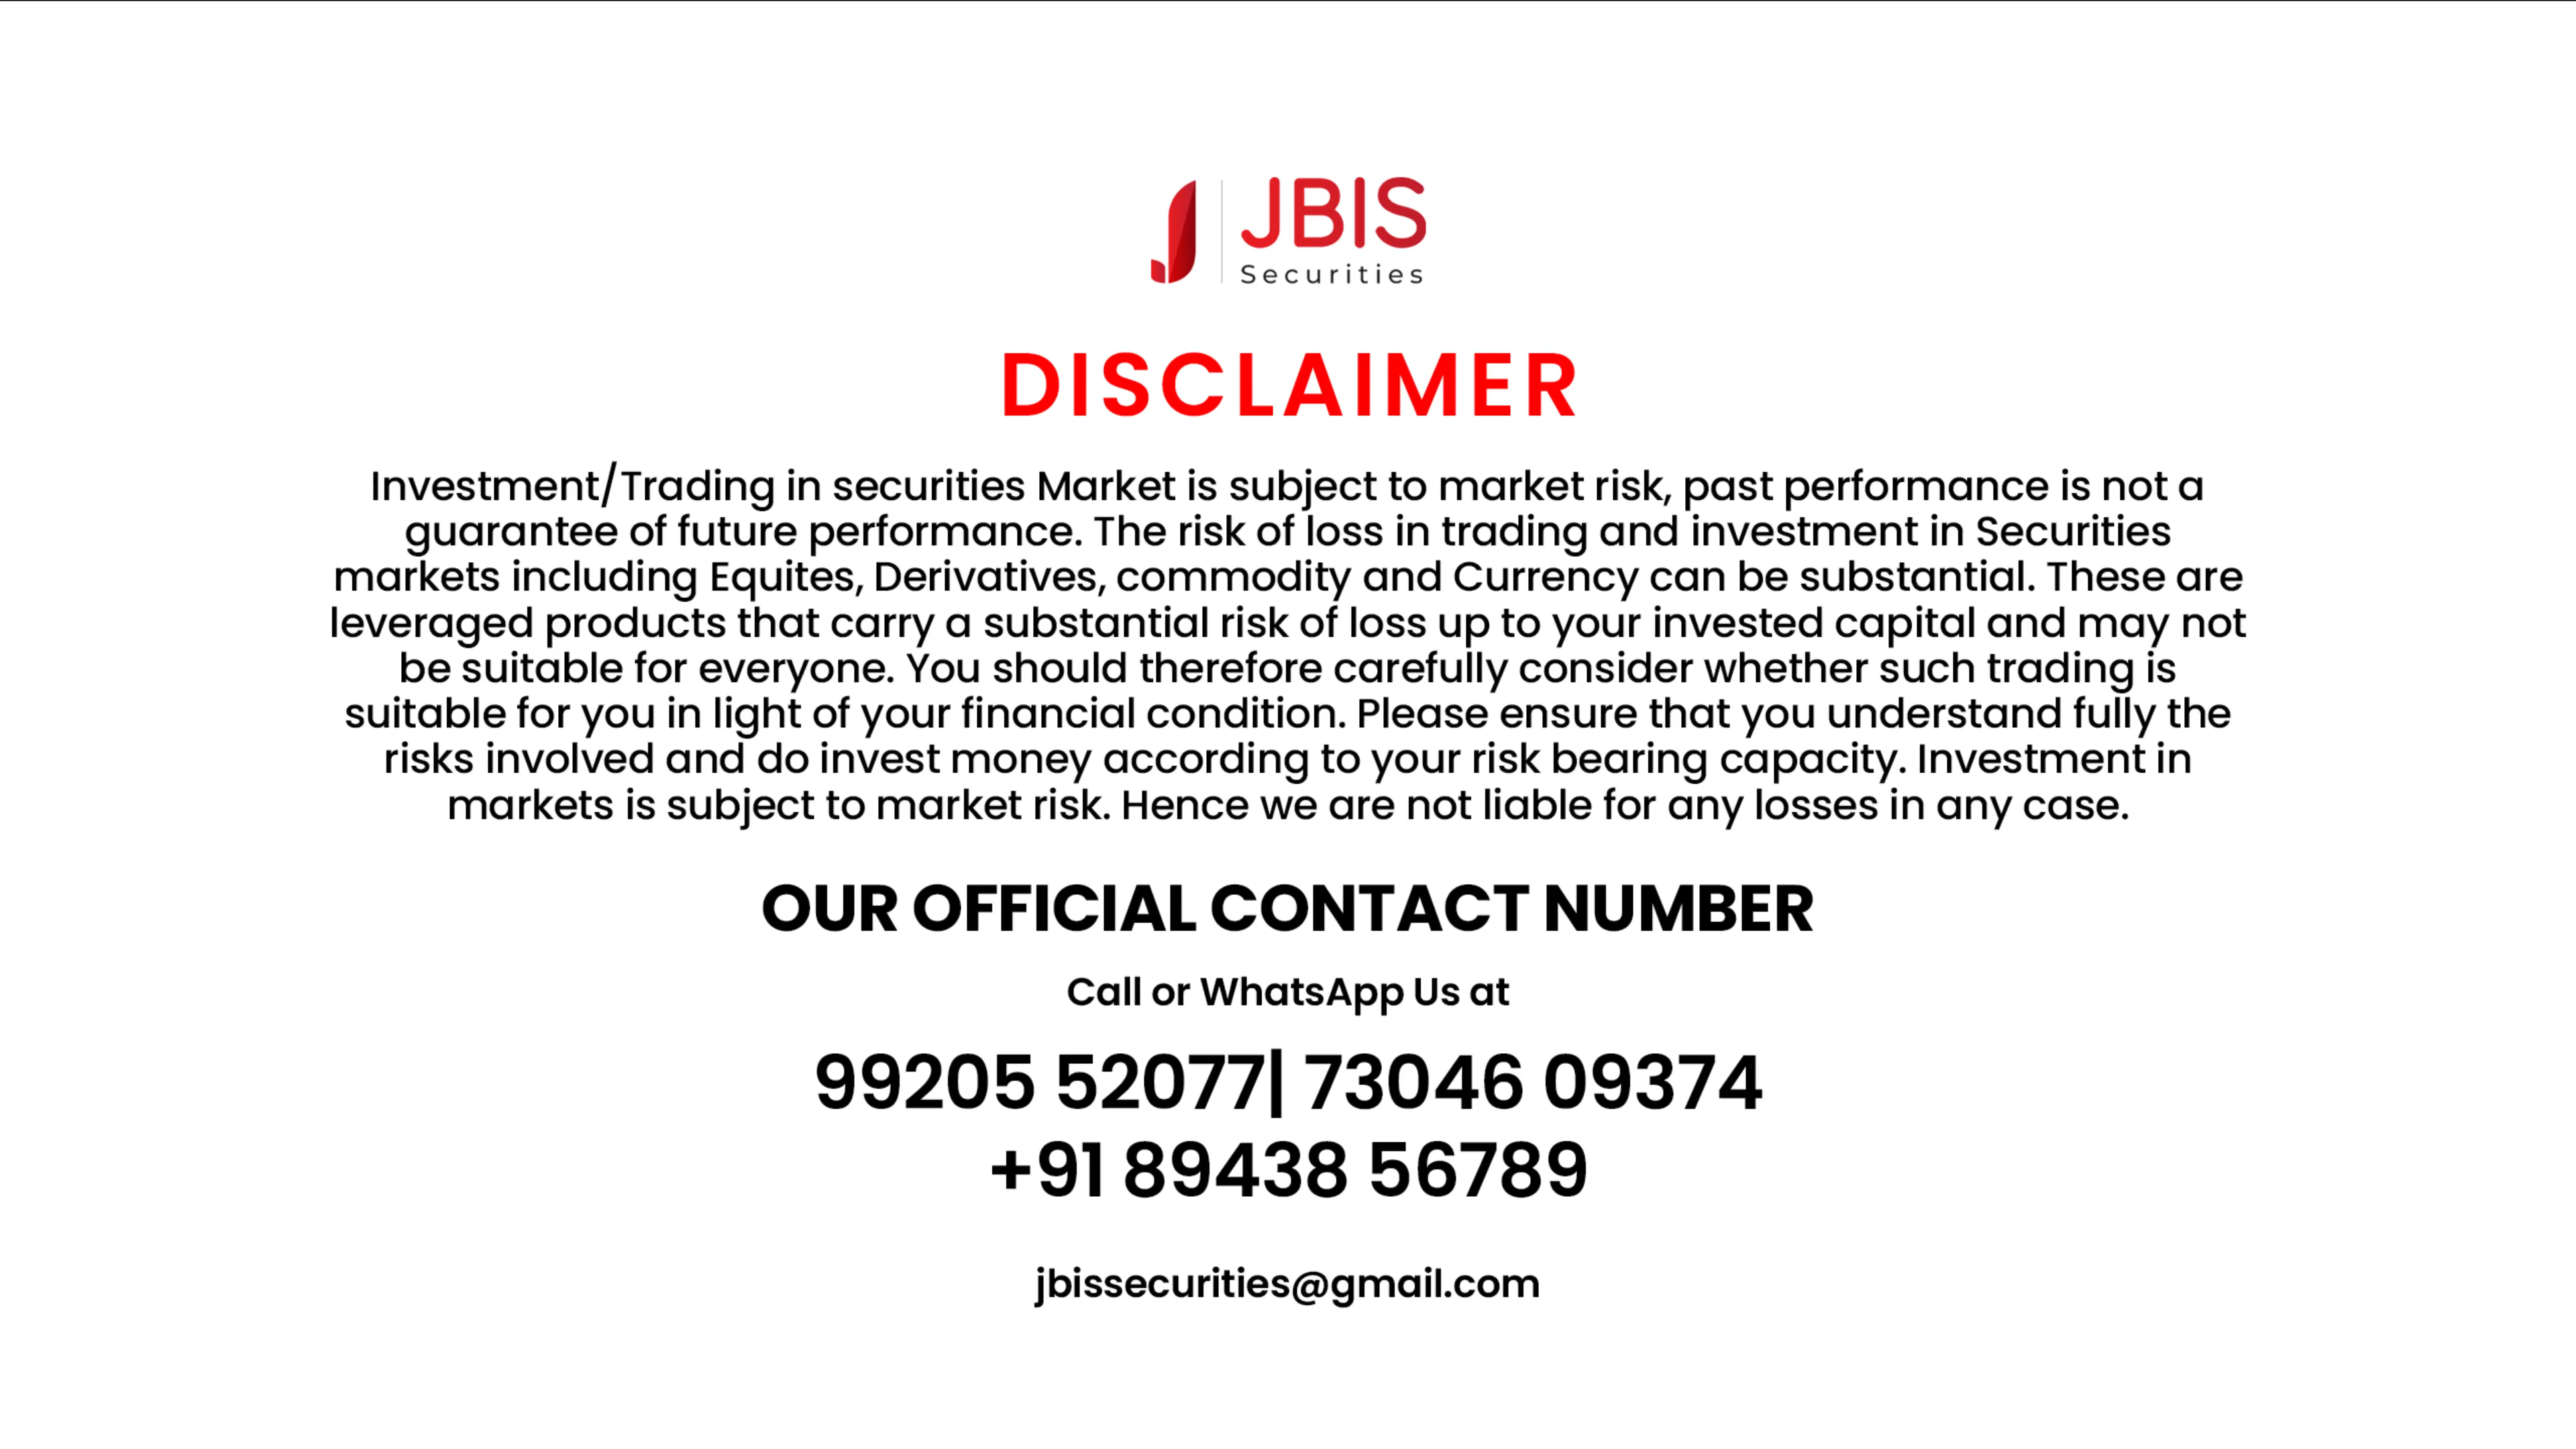 JBIS
Securities
DISCLAIMER
Investment/Trading in securities Market is subject to market risk, past performance is not a
guarantee of future performance. The risk of loss in trading and investment in Securities
markets including Equites, Derivatives, commodity and Currency can be substantial. These are
leveraged products that carry a substantial risk of loss up to your invested capital and may not
be suitable for everyone. You should therefore carefully consider whether such trading is
suitable for you in light of your financial condition. Please ensure that you understand fully the
risks involved and do invest money according to your risk bearing capacity. Investment in
markets is subject to market risk. Hence we are not liable for any losses in any case.
OUR OFFICIAL CONTACT NUMBER
Call or WhatsApp Us at
99205 52077| 73046 09374
+91 89438 56789
jbissecurities@gmail.com